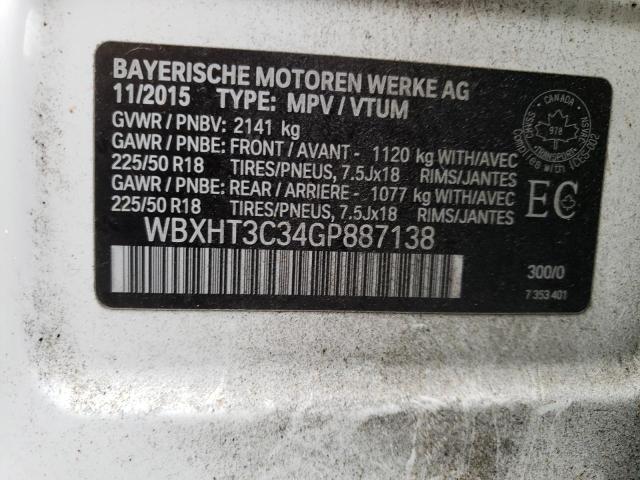 BAYERISCHE MOTOREN WERKE AG
11/2015 TYPE: MPV / VTUM
GVWR / PNBV: 2141 kg
GAWR / PNBE: FRONT / AVANT - 1120 kg WITH/AVEC
225/50 R18 TIRES/PNEUS, 7.5Jx18 RIMS/JANTES
GAWR / PNBE: REAR / ARRIERE - 1077 kg WITH/AVEC
225/50 R18 TIRES/PNEUS, 7.5Jx18 RIMS/JANTES
WBXHT3C34GP887138
CANADA
978
TRANSPORT
EC
300/0
7 353 401